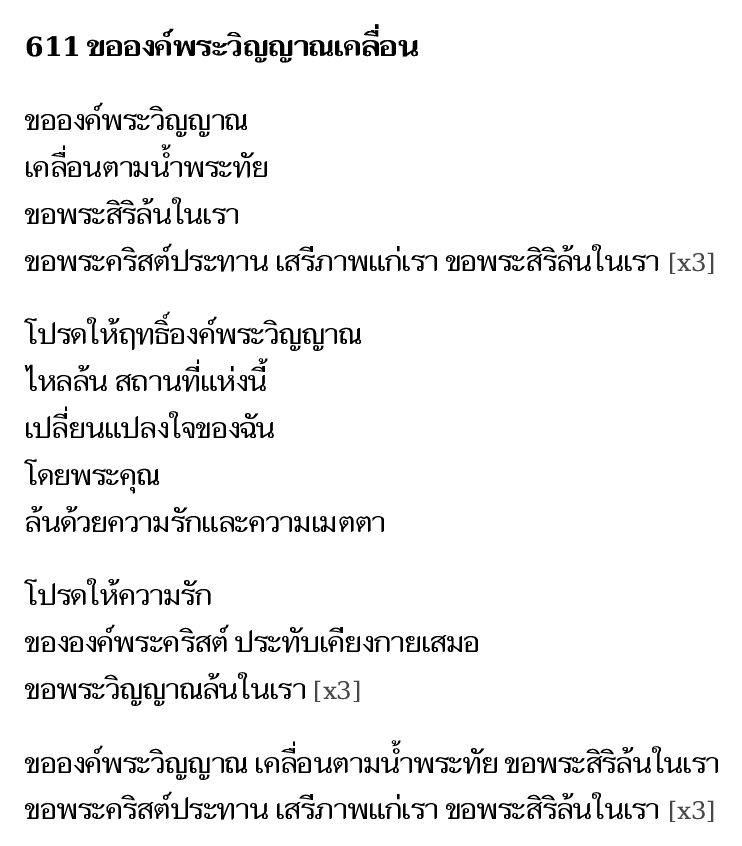 611 ขอองค์พระวิญญาณเคลื่อน
ขอองค์พระวิญญาณ
เคลื่อนตามน้ำพระทัย
ขอพระสิริล้นในเรา
ขอพระคริสต์ประทาน เสรีภาพแก่เรา ขอพระสิริล้นในเรา [x3]
โปรดให้ฤทธิ์องค์พระวิญญาณ
ไหลล้น สถานที่แห่งนี้
เปลี่ยนแปลงใจของฉัน
โดยพระคุณ
ล้นด้วยความรักและความเมตตา
โปรดให้ความรัก
ขององค์พระคริสต์ ประทับเคียงกายเสมอ
ขอพระวิญญาณล้นในเรา [x3]
ขอองค์พระวิญญาณ เคลื่อนตามน้ำพระทัย ขอพระสิริล้นในเรา
ขอพระคริสต์ประทาน เสรีภาพแก่เรา ขอพระสิริล้นในเรา [x3]